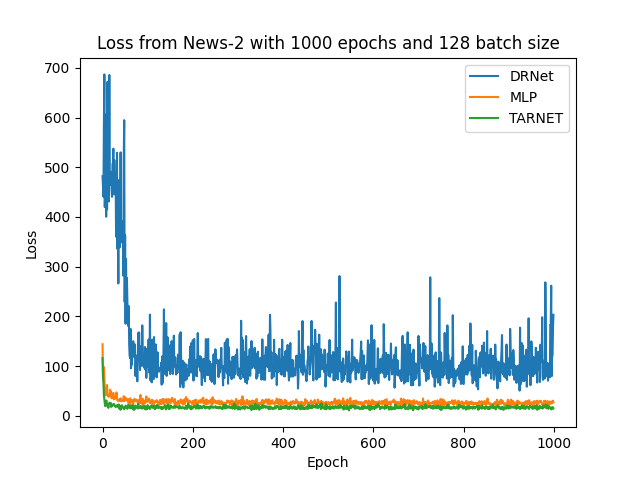 Loss from News-2 with 1000 epochs and 128 batch size
DRNet
MLP
TARNET
Loss
700
600
500
400
300
200
100
0
0 200 400 600 800 1000
Epoch